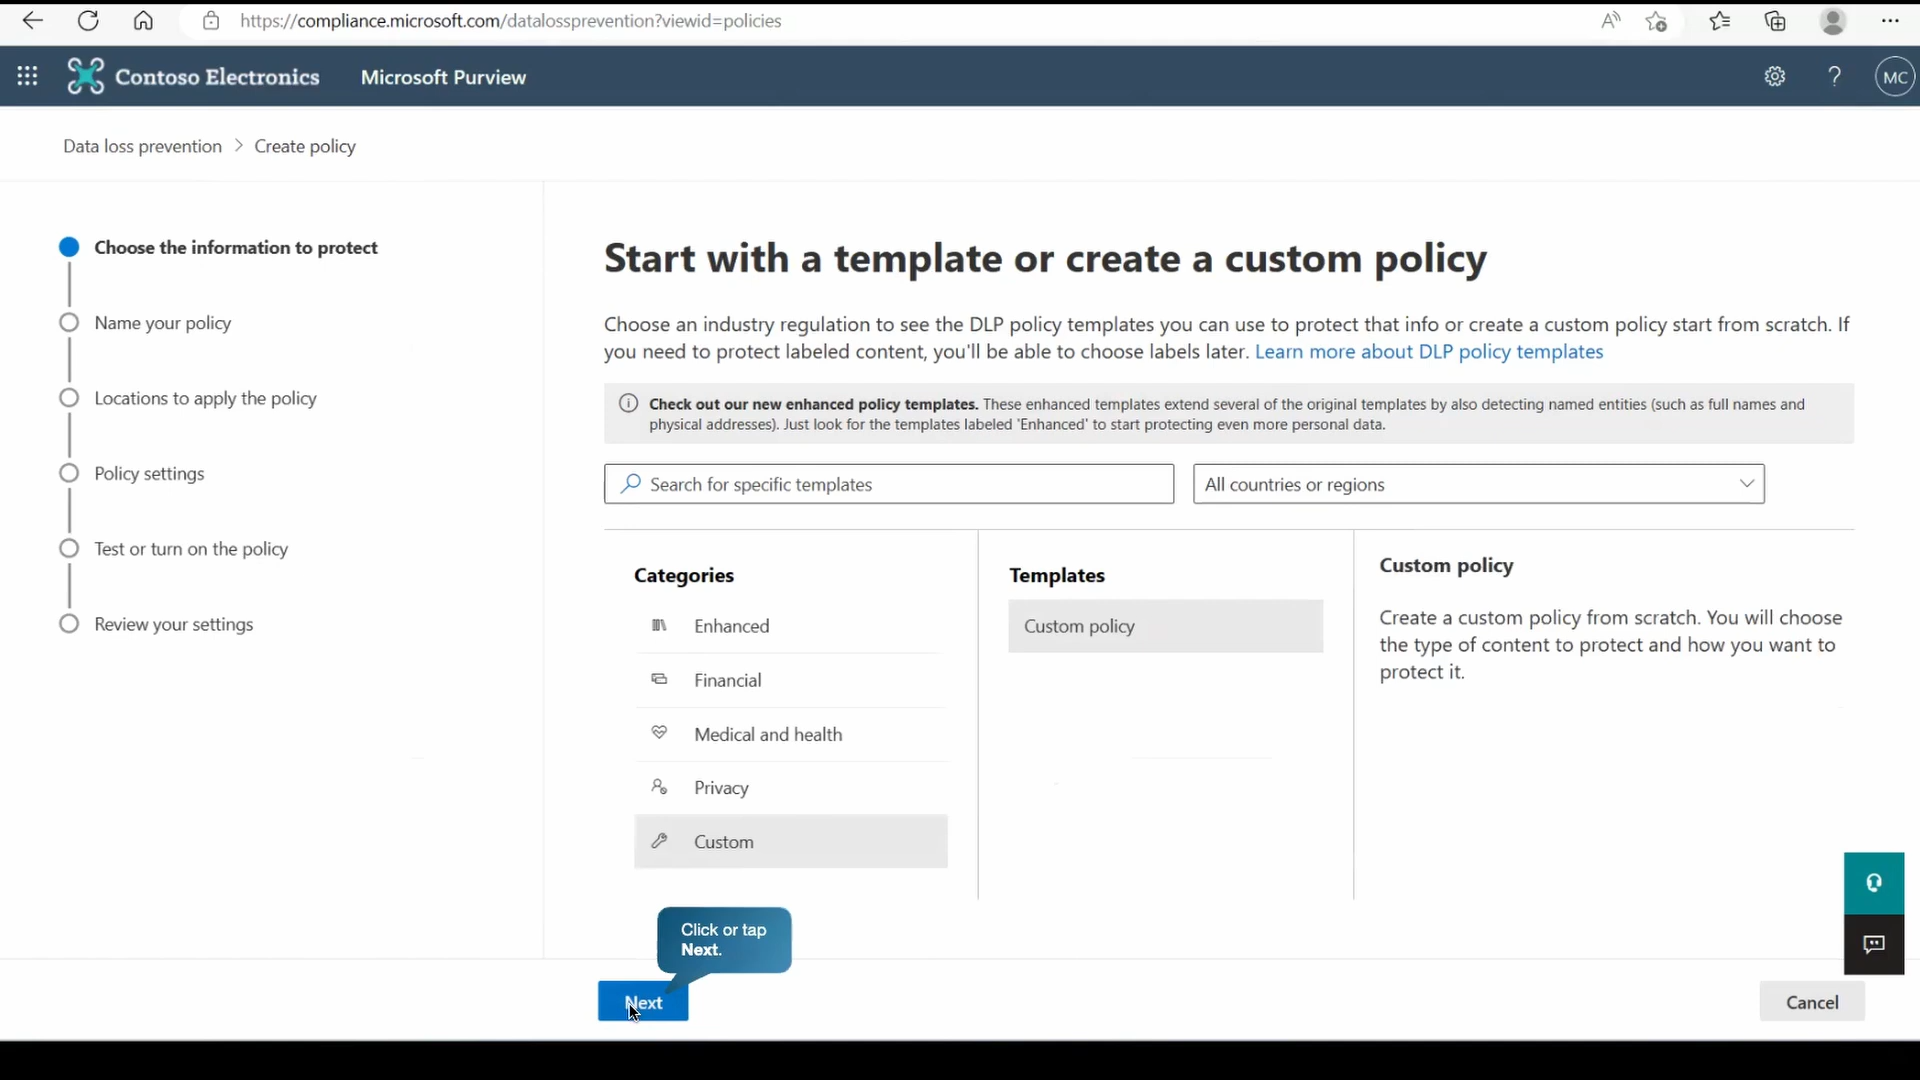 https://compliance.microsoft.com/datalossprevention?viewid=policies
Contoso Electronics
Microsoft Purview
MC
Data loss prevention > Create policy
Choose the information to protect
Name your policy
Locations to apply the policy
Policy settings
Test or turn on the policy
Review your settings
Start with a template or create a custom policy
Choose an industry regulation to see the DLP policy templates you can use to protect that info or create a custom policy start from scratch. If
you need to protect labeled content, you'll be able to choose labels later. Learn more about DLP policy templates
Check out our new enhanced policy templates. These enhanced templates extend several of the original templates by also detecting named entities (such as full names and
physical addresses). Just look for the templates labeled 'Enhanced' to start protecting even more personal data.
Search for specific templates
All countries or regions
Categories
Enhanced
Financial
Medical and health
Privacy
Custom
Templates
Custom policy
Custom policy
Create a custom policy from scratch. You will choose
the type of content to protect and how you want to
protect it.
Click or tap
Next.
Next
Cancel